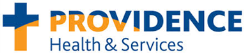 PROVIDENCE
Health & Services